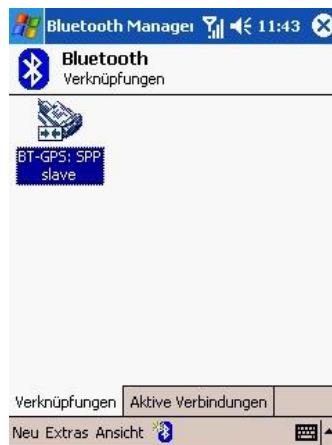 Bluetooth Manager 11:43
Bluetooth
Verknüpfungen
BT-GPS: SPP
slave
Verknüpfungen Aktive Verbindungen
Neu Extras Ansicht